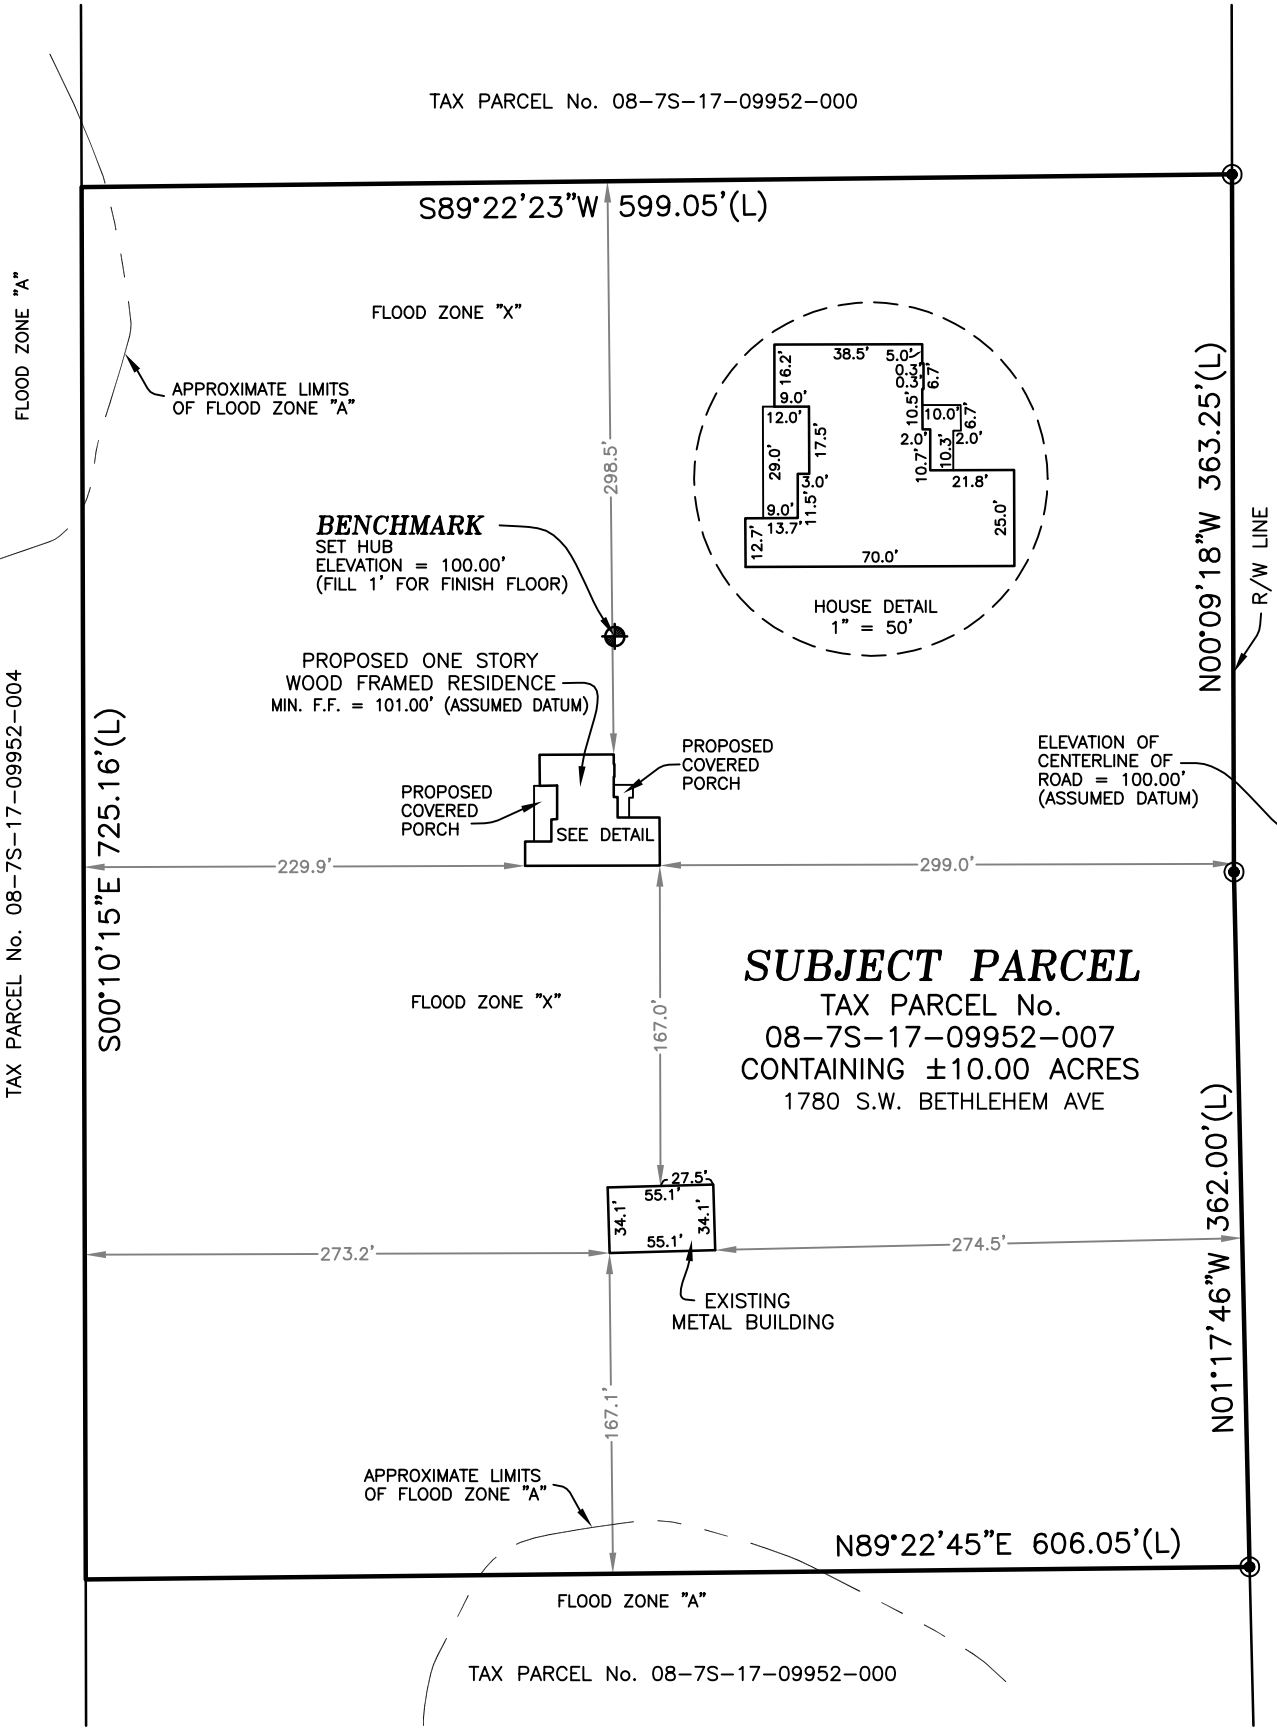 TAX PARCEL No. 08-7S-17-09952-000
S89°22'23"W 599.05'(L)
FLOOD ZONE "A"
FLOOD ZONE "X"
APPROXIMATE LIMITS
OF FLOOD ZONE "A"
298.5'
38.5'
5.0'
16.2'
0.3'
0.3'
6.7'
9.0'
12.0'
10.5'
10.0'
6.7'
17.5'
2.0'
2.0'
29.0'
10.7'
10.3'
3.0'
21.8'
11.5'
9.0'
13.7'
12.7'
25.0'
70.0'
HOUSE DETAIL
1" = 50'
N00°09'18"W 363.25'(L)
R/W LINE
BENCHMARK
SET HUB
ELEVATION = 100.00'
(FILL 1' FOR FINISH FLOOR)
PROPOSED ONE STORY
WOOD FRAMED RESIDENCE
MIN. F.F. = 101.00' (ASSUMED DATUM)
TAX PARCEL No. 08-7S-17-09952-004
S00°10'15"E 725.16'(L)
PROPOSED
COVERED
PORCH
PROPOSED
COVERED
PORCH
SEE DETAIL
ELEVATION OF
CENTERLINE OF
ROAD = 100.00'
(ASSUMED DATUM)
229.9'
299.0'
SUBJECT PARCEL
TAX PARCEL No.
08-7S-17-09952-007
CONTAINING ±10.00 ACRES
1780 S.W. BETHLEHEM AVE
FLOOD ZONE "X"
167.0'
N01°17'46"W 362.00'(L)
27.5'
55.1'
34.1'
34.1'
55.1'
273.2'
274.5'
EXISTING
METAL BUILDING
167.1'
APPROXIMATE LIMITS
OF FLOOD ZONE "A"
N89°22'45"E 606.05'(L)
FLOOD ZONE "A"
TAX PARCEL No. 08-7S-17-09952-000